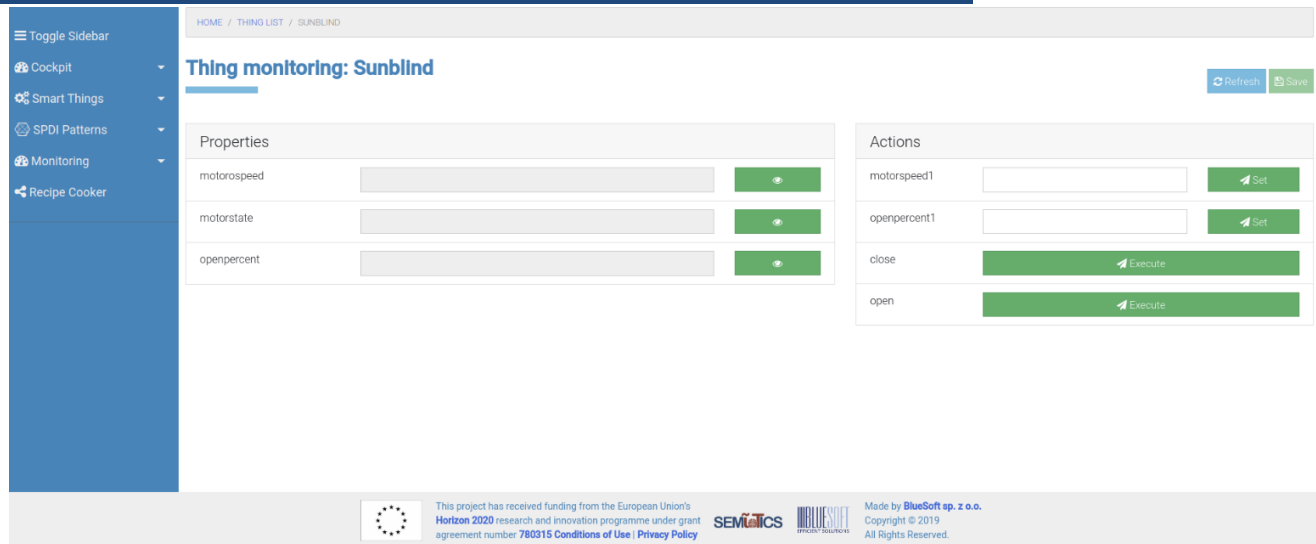 HOME / THING LIST / SUNBLIND
Toggle Sidebar
Cockpit
Smart Things
SPDI Patterns
Monitoring
Recipe Cooker
Thing monitoring: Sunblind
Refresh
Save
Properties
motorospeed
motorstate
openpercent
Actions
motorspeed1
Set
openpercent1
Set
close
Execute
open
Execute
This project has received funding from the European Union's
Horizon 2020 research and innovation programme under grant
agreement number 780315 Conditions of Use | Privacy Policy
SEMIoTICS
BLUESOFT
EFFICIENT SOLUTIONS
Made by BlueSoft sp. z o.o.
Copyright © 2019
All Rights Reserved.